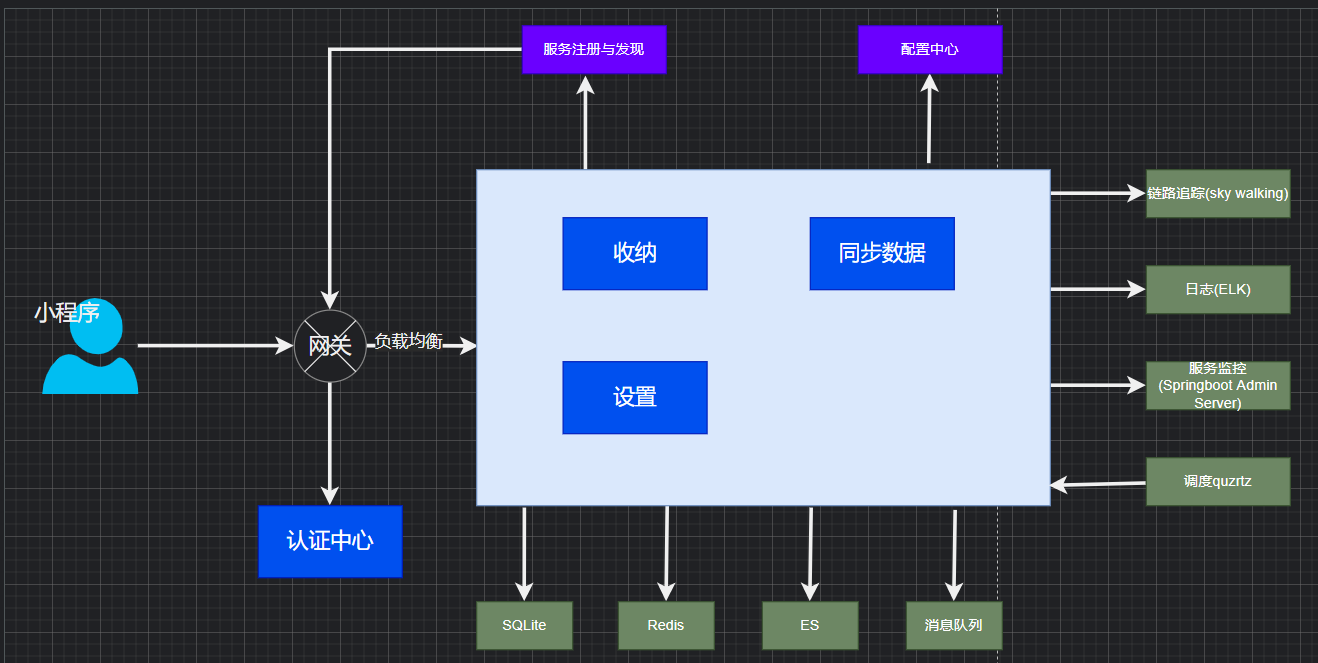 服务注册与发现
配置中心
链路追踪(sky walking)
收纳
同步数据
日志(ELK)
小程序
网关
负载均衡
服务监控
(Springboot Admin
Server)
设置
调度quzrtz
认证中心
SQLite
Redis
ES
消息队列